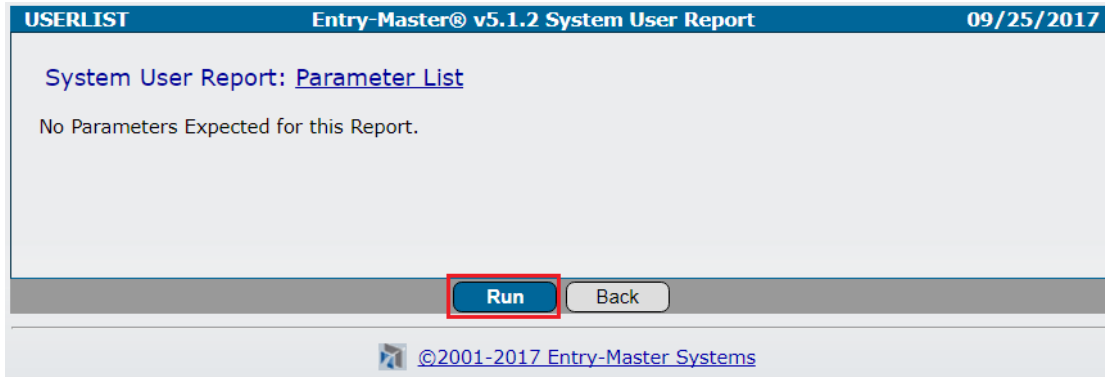 USERLIST Entry-Master® v5.1.2 System User Report 09/25/2017
System User Report: Parameter List
No Parameters Expected for this Report.
Run Back
©2001-2017 Entry-Master Systems